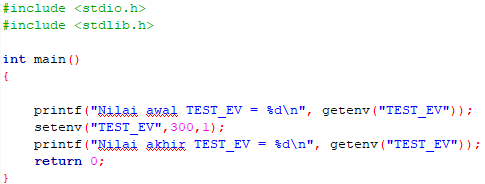 #include <stdio.h>
#include <stdlib.h>
int main()
{
printf("Nilai awal TEST_EV = %d\n", getenv("TEST_EV"));
setenv("TEST_EV",300,1);
printf("Nilai akhir TEST_EV = %d\n", getenv("TEST_EV"));
return 0;
}